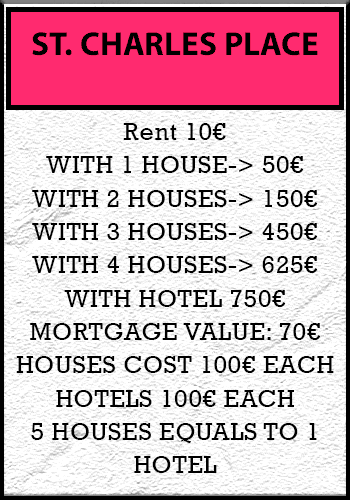 ST. CHARLES PLACE
Rent 10€
WITH 1 HOUSE-> 50€
WITH 2 HOUSES-> 150€
WITH 3 HOUSES-> 450€
WITH 4 HOUSES-> 625€
WITH HOTEL 750€
MORTGAGE VALUE: 70€
HOUSES COST 100€ EACH
HOTELS 100€ EACH
5 HOUSES EQUALS TO 1
HOTEL